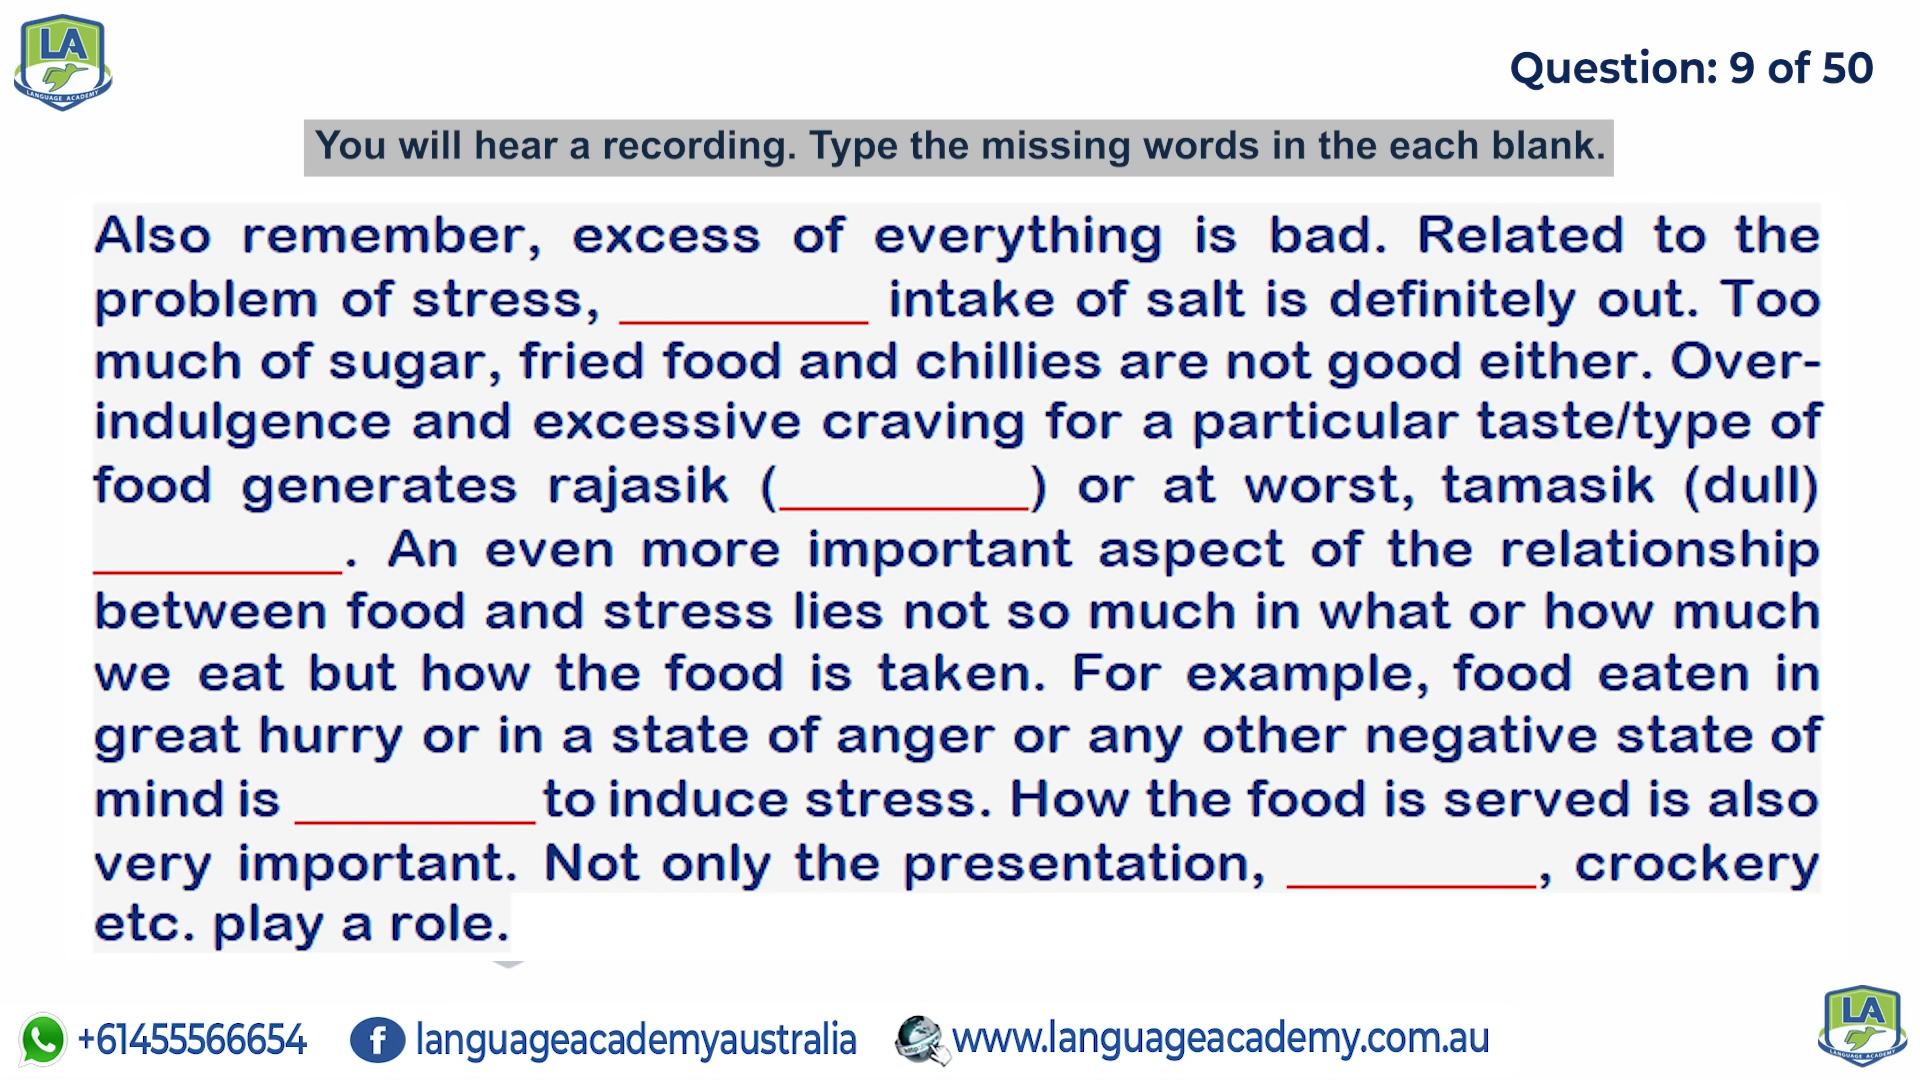 LA
LANGUAGE ACADEMY
Question: 9 of 50
You will hear a recording. Type the missing words in the each blank.
Also remember, excess of everything is bad. Related to the
problem of stress, __________ intake of salt is definitely out. Too
much of sugar, fried food and chillies are not good either. Over-
indulgence and excessive craving for a particular taste/type of
food generates rajasik (__________) or at worst, tamasik (dull)
__________. An even more important aspect of the relationship
between food and stress lies not so much in what or how much
we eat but how the food is taken. For example, food eaten in
great hurry or in a state of anger or any other negative state of
mind is __________ to induce stress. How the food is served is also
very important. Not only the presentation, __________, crockery
etc. play a role.
+61455566654 languageacademyaustralia www.languageacademy.com.au
LA
LANGUAGE ACADEMY